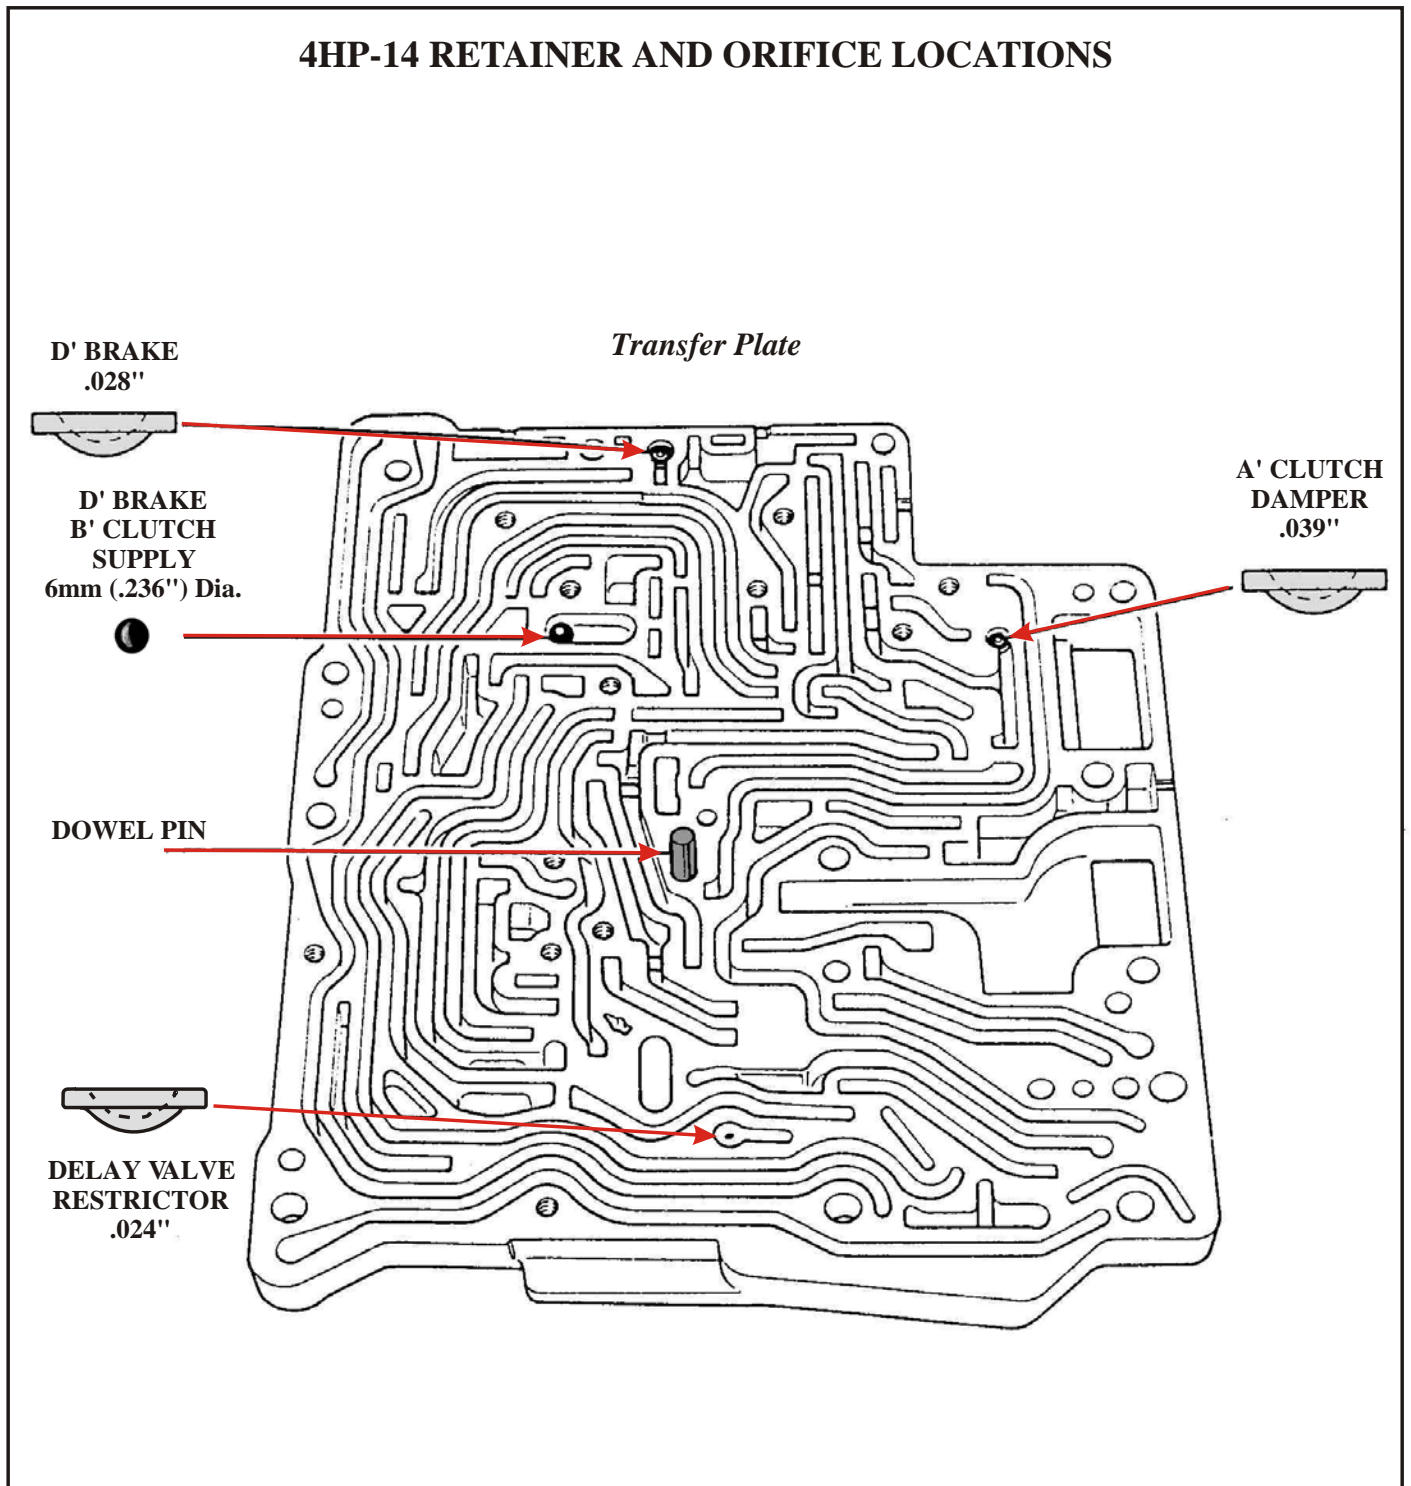 4HP-14 RETAINER AND ORIFICE LOCATIONS
Transfer Plate
D' BRAKE
.028"
D' BRAKE
B' CLUTCH
SUPPLY
6mm (.236") Dia.
A' CLUTCH
DAMPER
.039"
DOWEL PIN
DELAY VALVE
RESTRICTOR
.024"